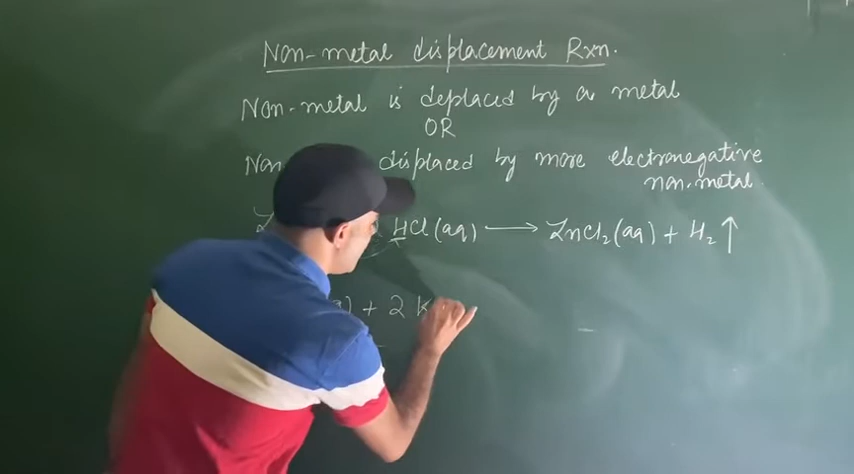 Non-metal displacement Rxn.
Non-metal is deplaced by a metal
OR
Non displaced by more electronegative
non-metal.
HCl (aq) ⟶ ZnCl₂(aq) + H₂ ↑
) + 2 K